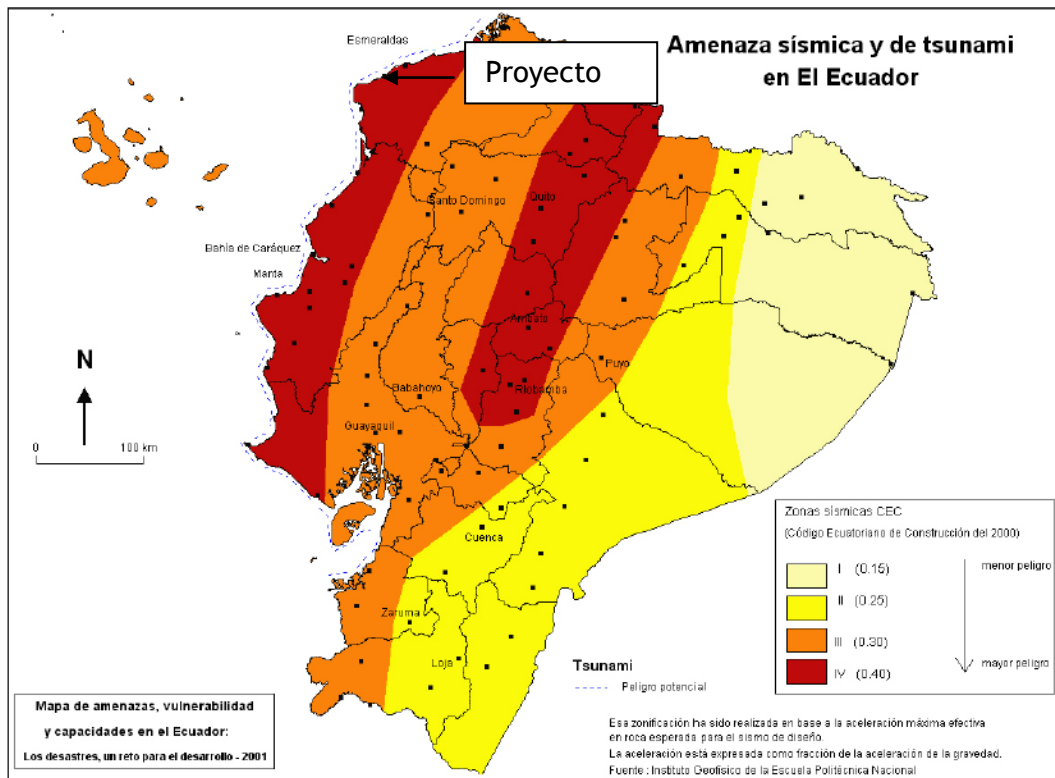 Esmeraldas
Proyecto
Amenaza sísmica y de tsunami
en El Ecuador
Santo Domingo
Quito
Bahía de Caráquez
Manta
Ambato
N
Puyo
Babahoyo
Riobamba
0 100 km
Guayaquil
Zonas sísmicas CEC
(Código Ecuatoriano de Construcción del 2000)
I (0.15) menor peligro
II (0.25)
III (0.30)
IV (0.40) mayor peligro
Cuenca
Zaruma
Loja
Tsunami
Peligro potencial
Mapa de amenazas, vulnerabilidad
y capacidades en el Ecuador:
Los desastres, un reto para el desarrollo - 2001
Esa zonificación ha sido realizada en base a la aceleración máxima efectiva
en roca esperada para el sismo de diseño.
La aceleración está expresada como fracción de la aceleración de la gravedad.
Fuente : Instituto Geofísico de la Escuela Politécnica Nacional